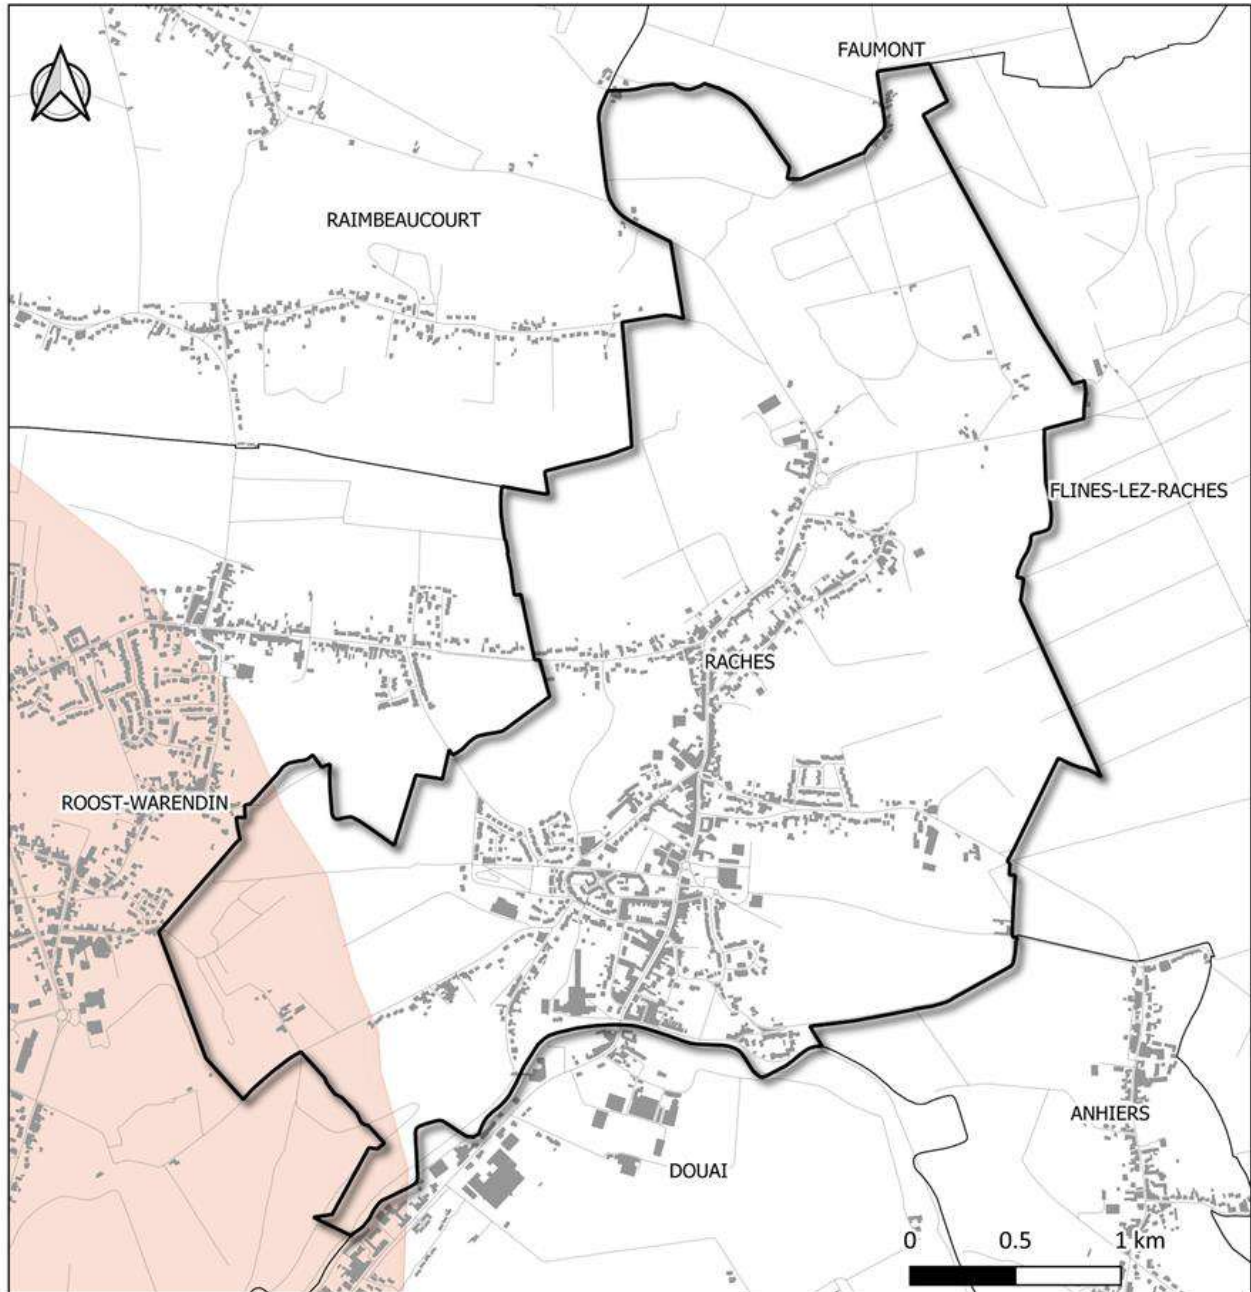 FAUMONT
RAIMBEAUCOURT
FLINES-LEZ-RACHES
RACHES
ROOST-WARENDIN
ANHIERS
DOUAI
0 0.5 1 km